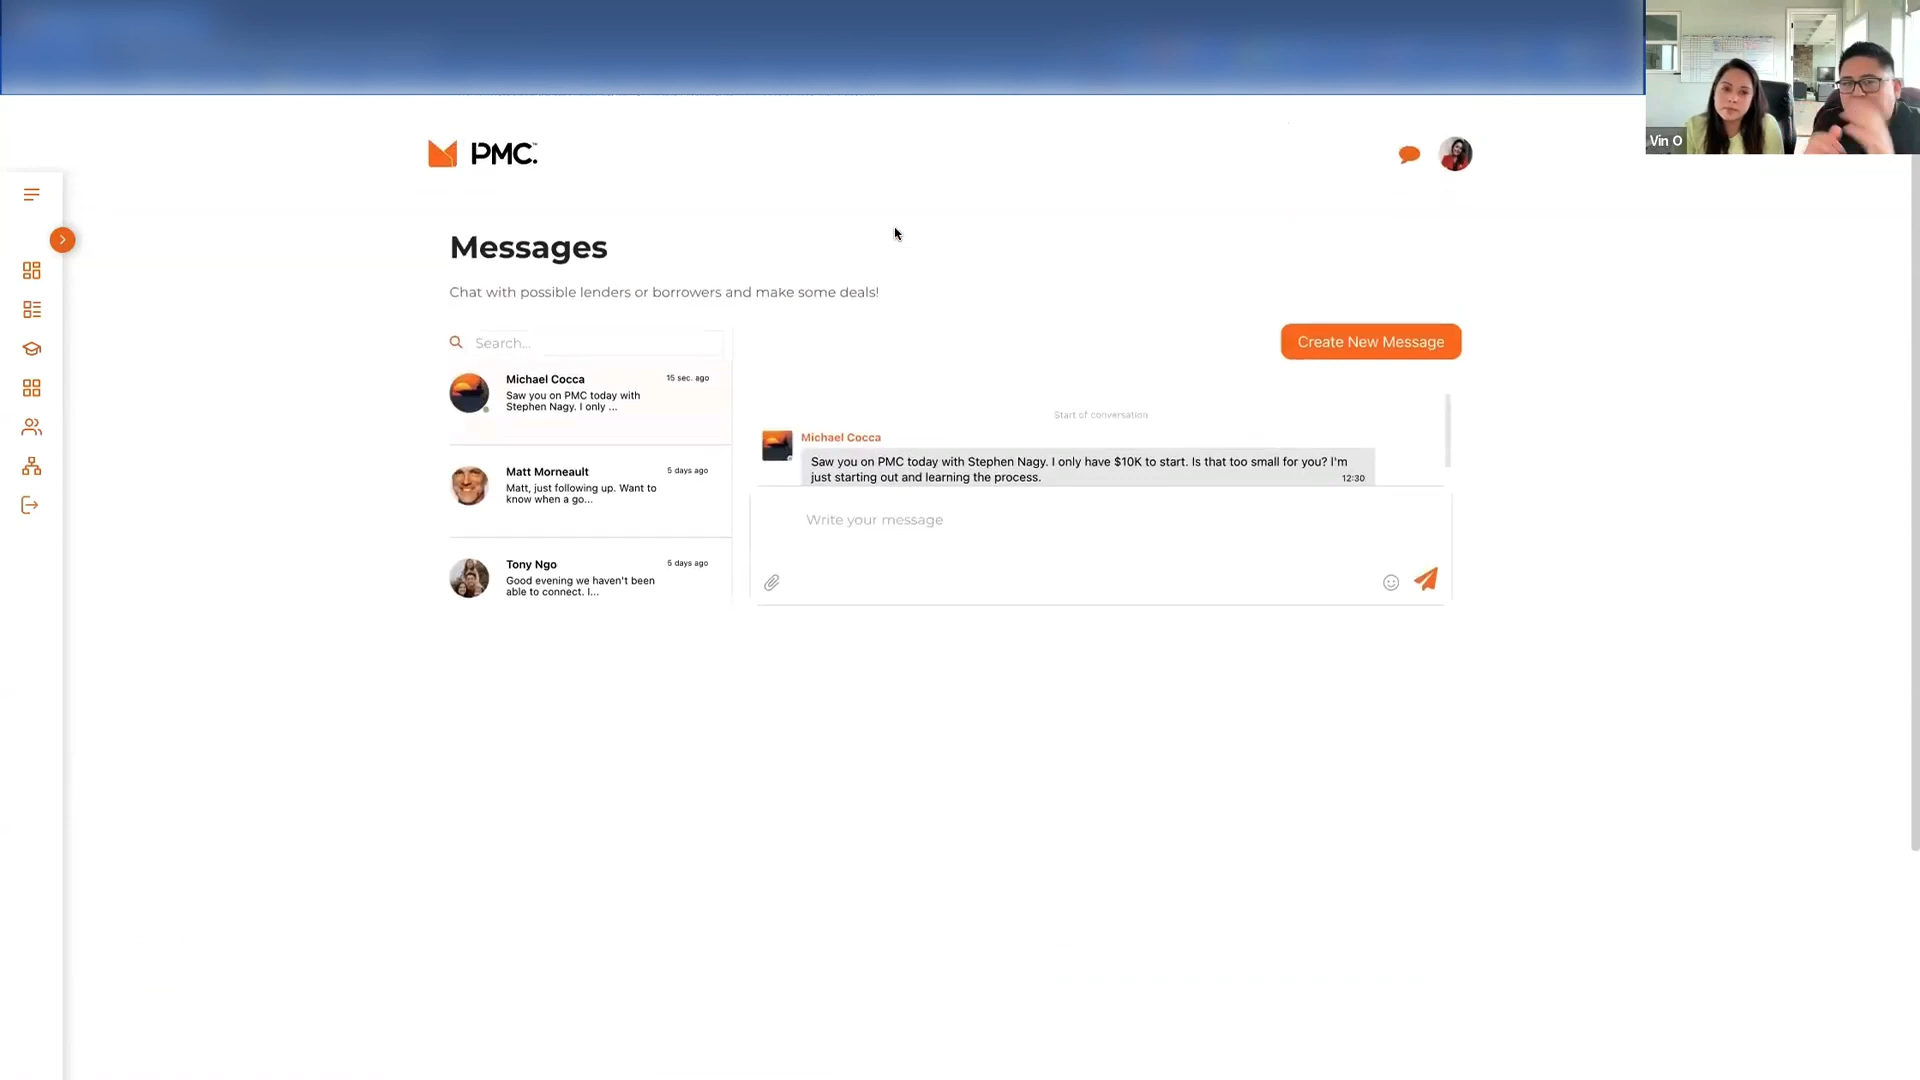 Vin O
PMC.™
Messages
Chat with possible lenders or borrowers and make some deals!
Search...
Create New Message
Michael Cocca
15 sec. ago
Saw you on PMC today with
Stephen Nagy. I only ...
Matt Morneault
5 days ago
Matt, just following up. Want to
know when a go...
Tony Ngo
5 days ago
Good evening we haven't been
able to connect. I...
Start of conversation
Michael Cocca
Saw you on PMC today with Stephen Nagy. I only have $10K to start. Is that too small for you? I'm
just starting out and learning the process.
12:30
Write your message